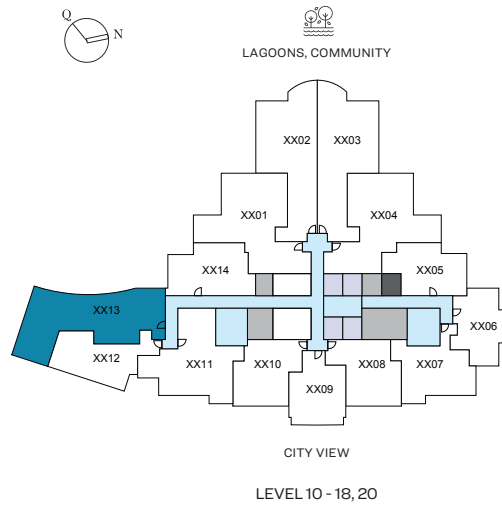 Q
N
LAGOONS, COMMUNITY
XX02
XX03
XX01
XX04
XX14
XX05
XX13
XX06
XX12
XX11
XX10
XX08
XX07
XX09
CITY VIEW
LEVEL 10 - 18, 20